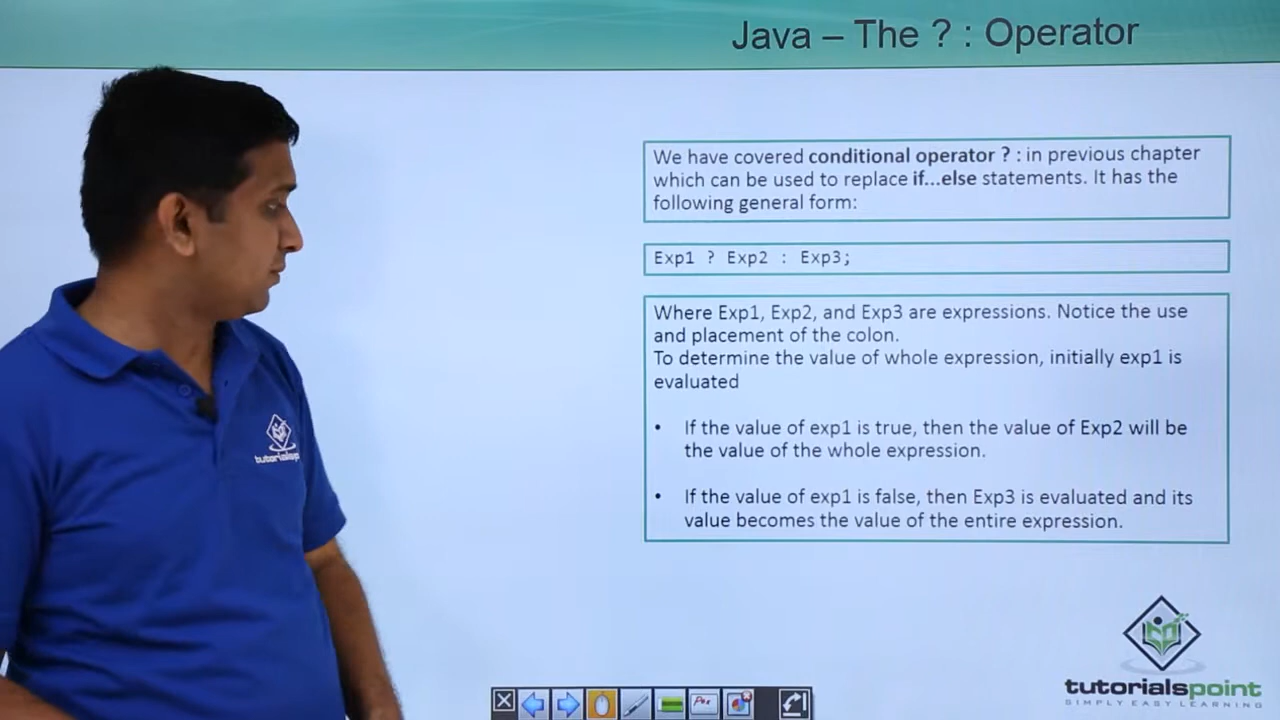 Java – The ? : Operator
We have covered conditional operator ? : in previous chapter
which can be used to replace if...else statements. It has the
following general form:
Exp1 ? Exp2 : Exp3;
Where Exp1, Exp2, and Exp3 are expressions. Notice the use
and placement of the colon.
To determine the value of whole expression, initially exp1 is
evaluated
• If the value of exp1 is true, then the value of Exp2 will be
the value of the whole expression.
• If the value of exp1 is false, then Exp3 is evaluated and its
value becomes the value of the entire expression.
tutorialspoint
SIMPLY EASY LEARNING